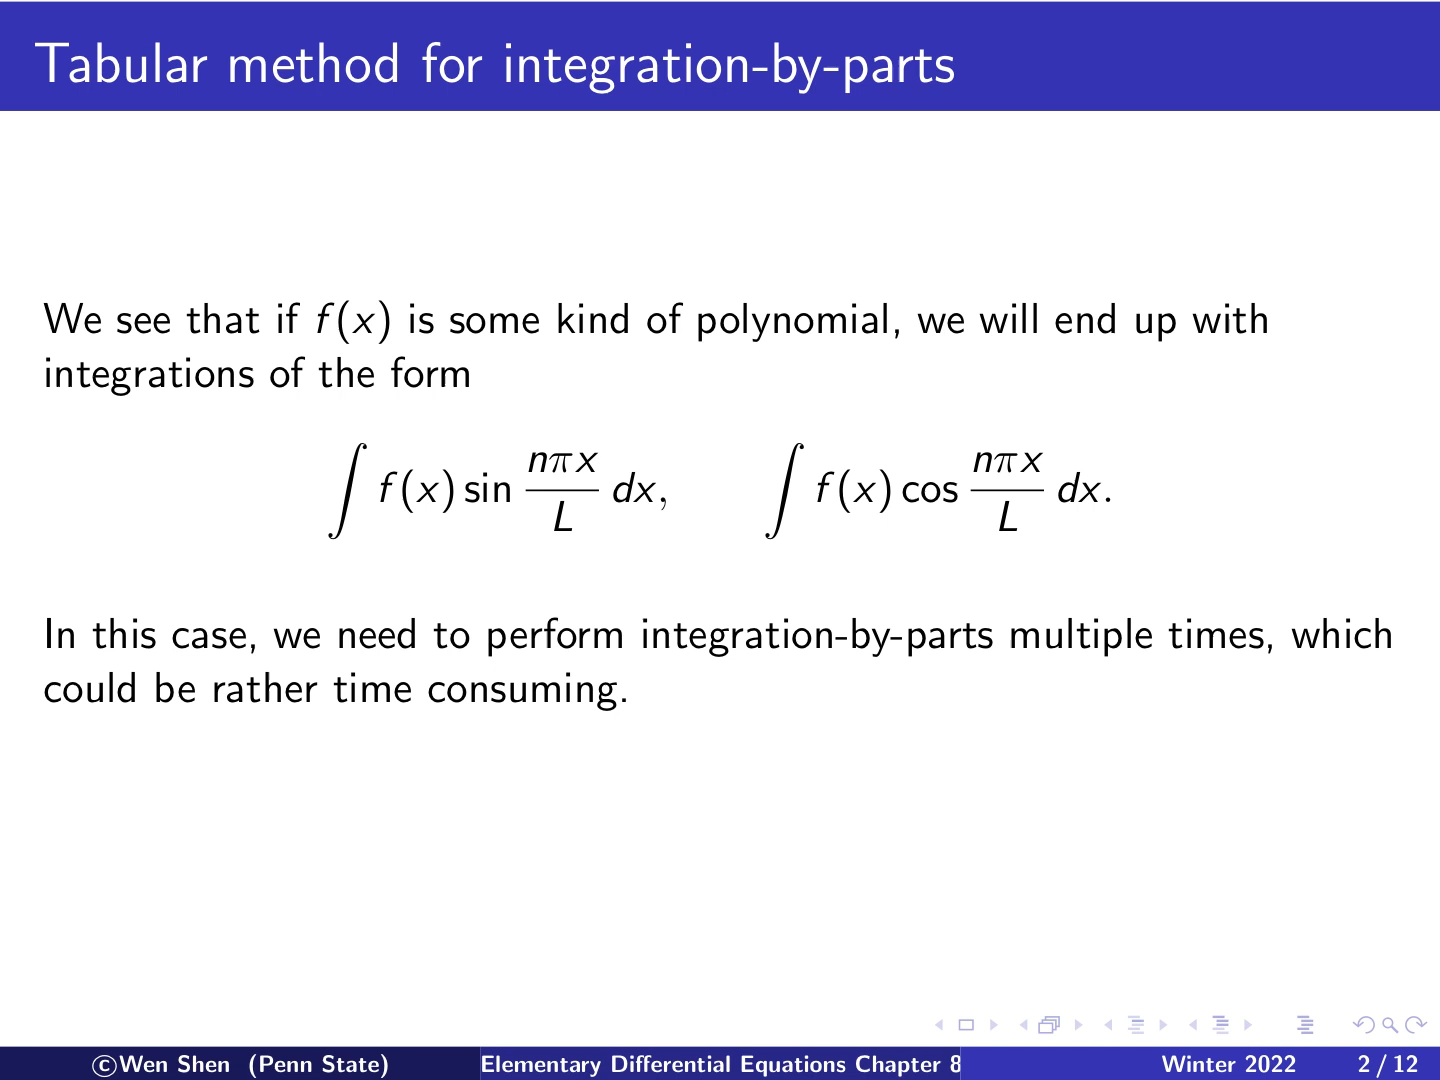 Tabular method for integration-by-parts
We see that if f(x) is some kind of polynomial, we will end up with
integrations of the form
∫ f(x) sin nπx/L dx, ∫ f(x) cos nπx/L dx.
In this case, we need to perform integration-by-parts multiple times, which
could be rather time consuming.
©Wen Shen (Penn State) Elementary Differential Equations Chapter 8 Winter 2022 2 / 12